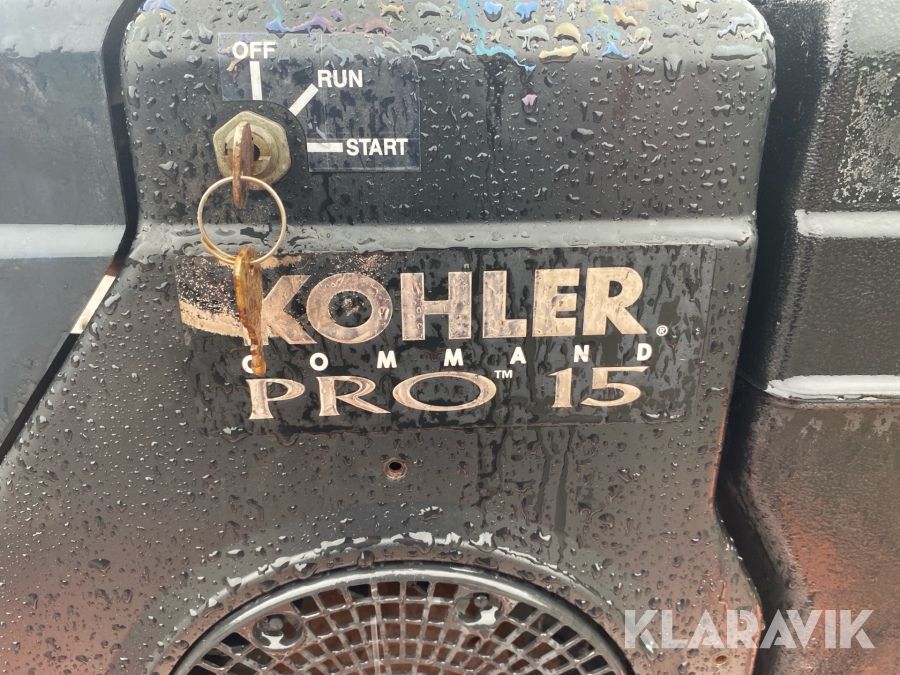 OFF
RUN
START
KOHLER®
COMMAND
PRO™ 15
KLARAVIK